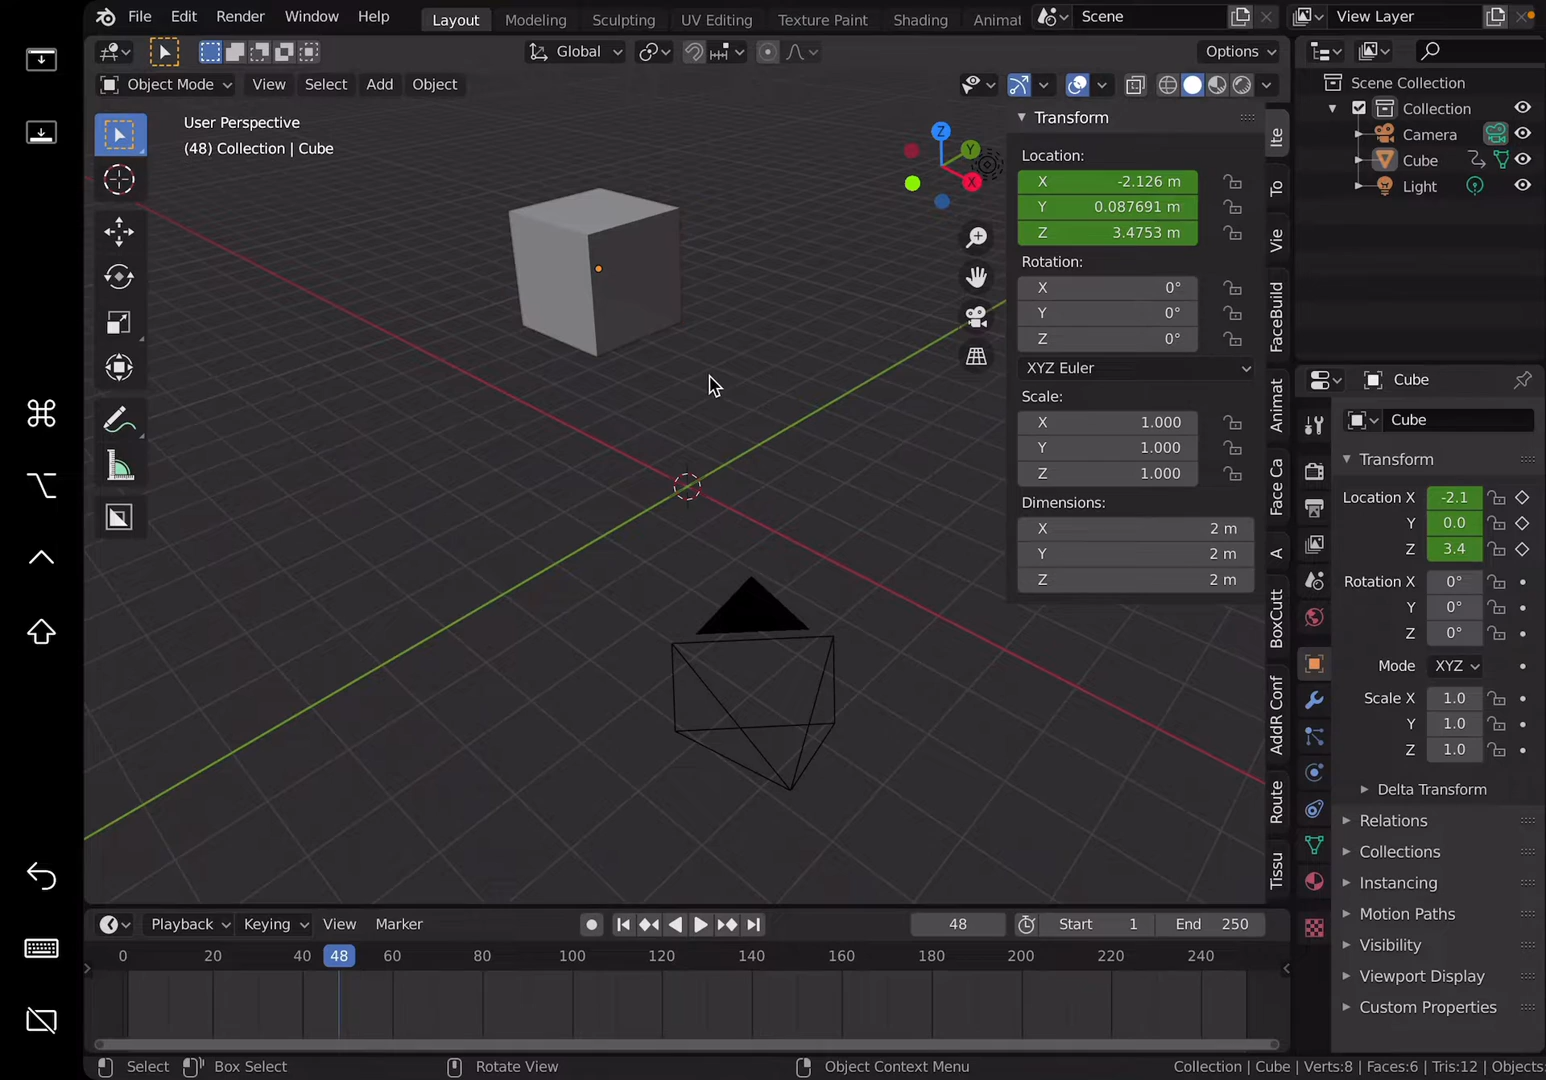 File Edit Render Window Help Layout Modeling Sculpting UV Editing Texture Paint Shading Animat Scene View Layer
Global Options
Object Mode View Select Add Object
User Perspective
(48) Collection | Cube
Z
Y
X
Transform
Location:
X -2.126 m
Y 0.087691 m
Z 3.4753 m
Rotation:
X 0°
Y 0°
Z 0°
XYZ Euler
Scale:
X 1.000
Y 1.000
Z 1.000
Dimensions:
X 2 m
Y 2 m
Z 2 m
Ite
To
Vie
FaceBuild
Animat
Face Ca
A
BoxCutt
AddR Conf
Route
Tissu
Scene Collection
Collection
Camera
Cube
Light
Cube
Cube
Transform
Location X -2.1
Y 0.0
Z 3.4
Rotation X 0°
Y 0°
Z 0°
Mode XYZ
Scale X 1.0
Y 1.0
Z 1.0
Delta Transform
Relations
Collections
Instancing
Motion Paths
Visibility
Viewport Display
Custom Properties
Playback Keying View Marker 48 Start 1 End 250
0 20 40 48 60 80 100 120 140 160 180 200 220 240
Select Box Select Rotate View Object Context Menu Collection | Cube | Verts:8 | Faces:6 | Tris:12 | Objects: